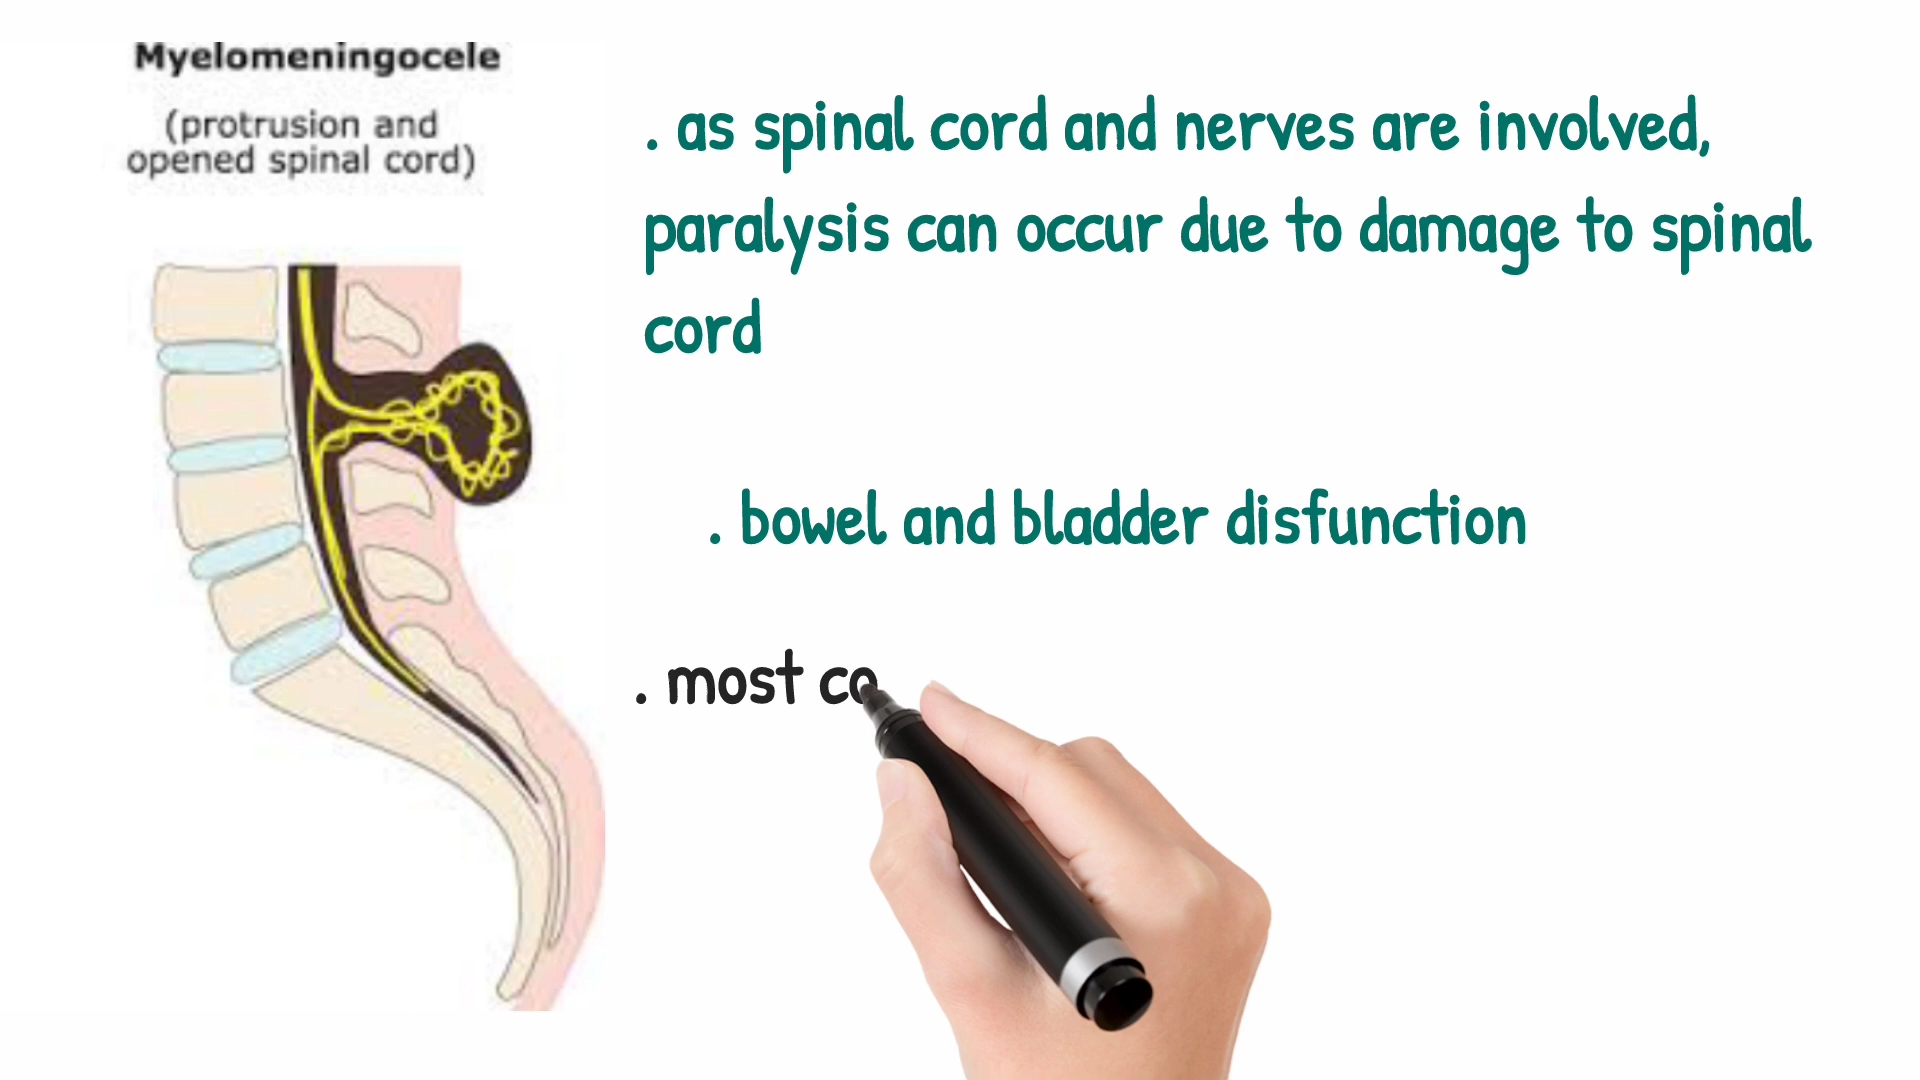 Myelomeningocele
(protrusion and
opened spinal cord)
. as spinal cord and nerves are involved,
paralysis can occur due to damage to spinal
cord
. bowel and bladder disfunction
. most co